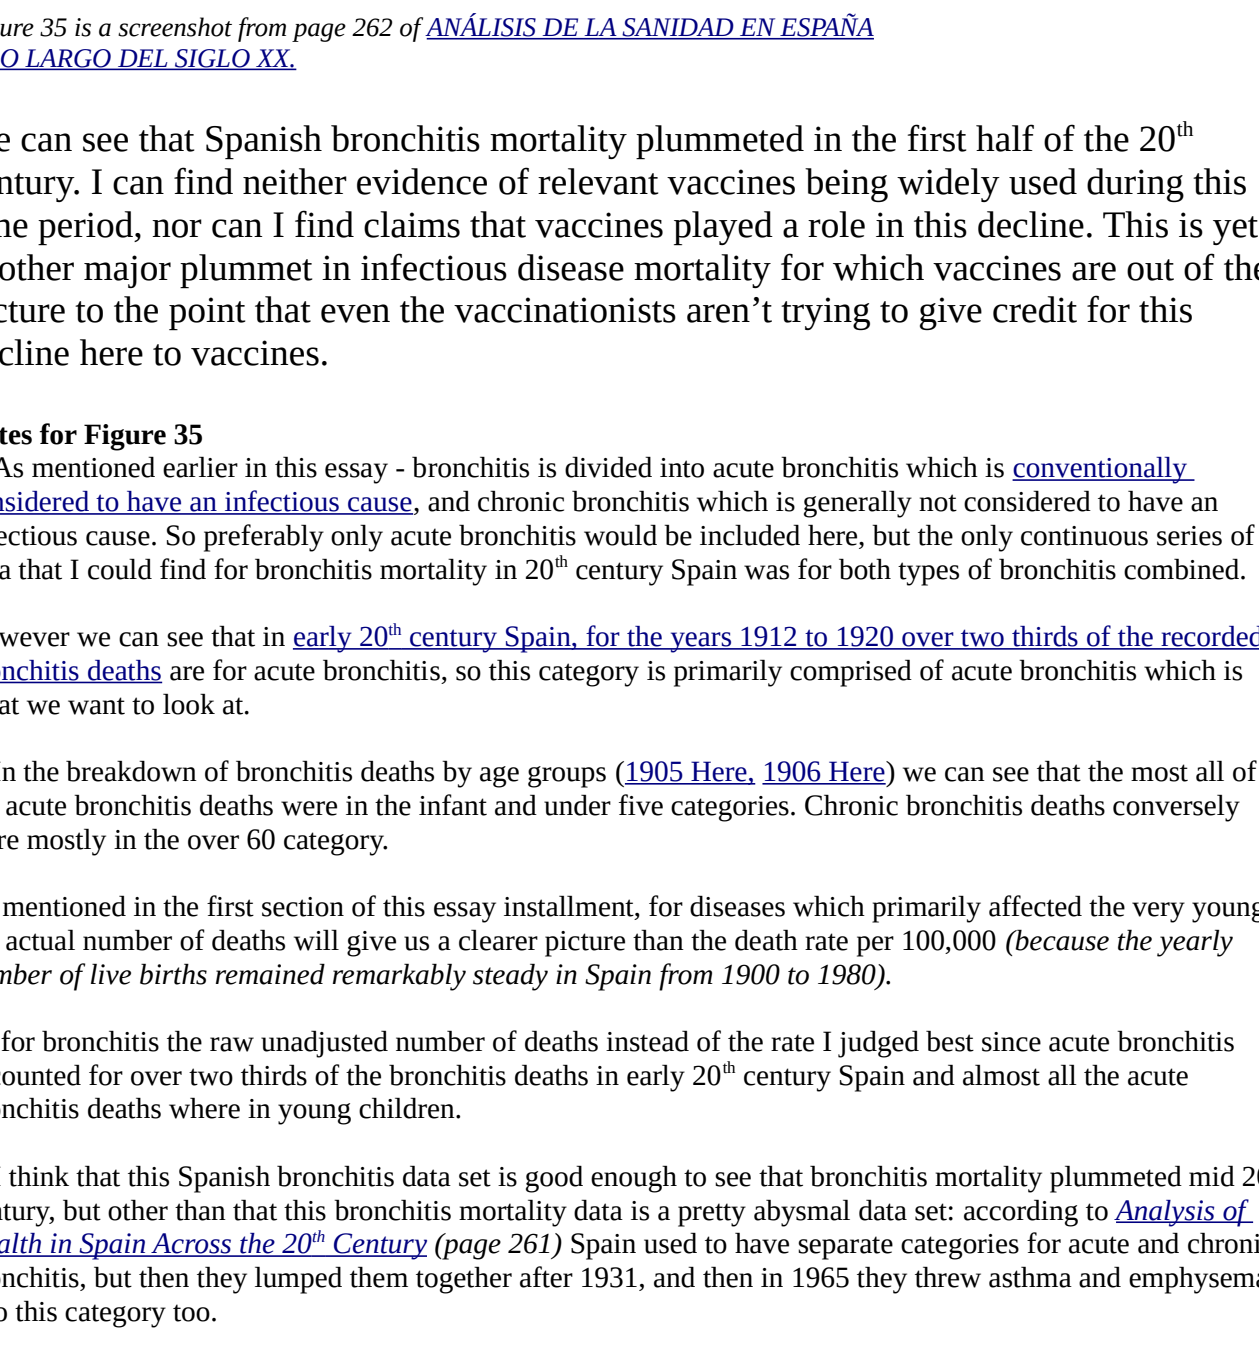 ure 35 is a screenshot from page 262 of ANÁLISIS DE LA SANIDAD EN ESPAÑA
O LARGO DEL SIGLO XX.
e can see that Spanish bronchitis mortality plummeted in the first half of the 20th
ntury. I can find neither evidence of relevant vaccines being widely used during this
ne period, nor can I find claims that vaccines played a role in this decline. This is yet
other major plummet in infectious disease mortality for which vaccines are out of the
cture to the point that even the vaccinationists aren’t trying to give credit for this
cline here to vaccines.
tes for Figure 35
As mentioned earlier in this essay - bronchitis is divided into acute bronchitis which is conventionally
nsidered to have an infectious cause, and chronic bronchitis which is generally not considered to have an
ectious cause. So preferably only acute bronchitis would be included here, but the only continuous series of
a that I could find for bronchitis mortality in 20th century Spain was for both types of bronchitis combined.
wever we can see that in early 20th century Spain, for the years 1912 to 1920 over two thirds of the recorded
nchitis deaths are for acute bronchitis, so this category is primarily comprised of acute bronchitis which is
at we want to look at.
In the breakdown of bronchitis deaths by age groups (1905 Here, 1906 Here) we can see that the most all of
acute bronchitis deaths were in the infant and under five categories. Chronic bronchitis deaths conversely
re mostly in the over 60 category.
mentioned in the first section of this essay installment, for diseases which primarily affected the very young
actual number of deaths will give us a clearer picture than the death rate per 100,000 (because the yearly
mber of live births remained remarkably steady in Spain from 1900 to 1980).
for bronchitis the raw unadjusted number of deaths instead of the rate I judged best since acute bronchitis
counted for over two thirds of the bronchitis deaths in early 20th century Spain and almost all the acute
nchitis deaths where in young children.
I think that this Spanish bronchitis data set is good enough to see that bronchitis mortality plummeted mid 20
ntury, but other than that this bronchitis mortality data is a pretty abysmal data set: according to Analysis of
alth in Spain Across the 20th Century (page 261) Spain used to have separate categories for acute and chroni
nchitis, but then they lumped them together after 1931, and then in 1965 they threw asthma and emphysema
o this category too.